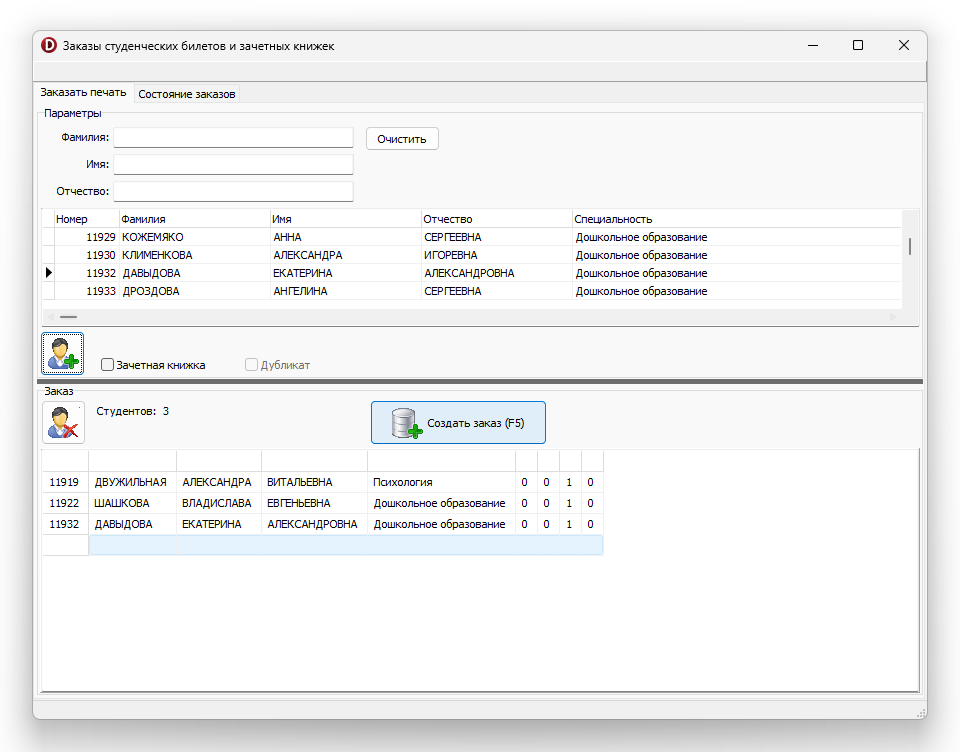 Заказы студенческих билетов и зачетных книжек
Заказать печать Состояние заказов
Параметры
Фамилия: Очистить
Имя:
Отчество:
Номер Фамилия Имя Отчество Специальность
11929 КОЖЕМЯКО АННА СЕРГЕЕВНА Дошкольное образование
11930 КЛИМЕНКОВА АЛЕКСАНДРА ИГОРЕВНА Дошкольное образование
11932 ДАВЫДОВА ЕКАТЕРИНА АЛЕКСАНДРОВНА Дошкольное образование
11933 ДРОЗДОВА АНГЕЛИНА СЕРГЕЕВНА Дошкольное образование
Зачетная книжка Дубликат
Заказ
Студентов: 3 Создать заказ (F5)
11919 ДВУЖИЛЬНАЯ АЛЕКСАНДРА ВИТАЛЬЕВНА Психология 0 0 1 0
11922 ШАШКОВА ВЛАДИСЛАВА ЕВГЕНЬЕВНА Дошкольное образование 0 0 1 0
11932 ДАВЫДОВА ЕКАТЕРИНА АЛЕКСАНДРОВНА Дошкольное образование 0 0 1 0